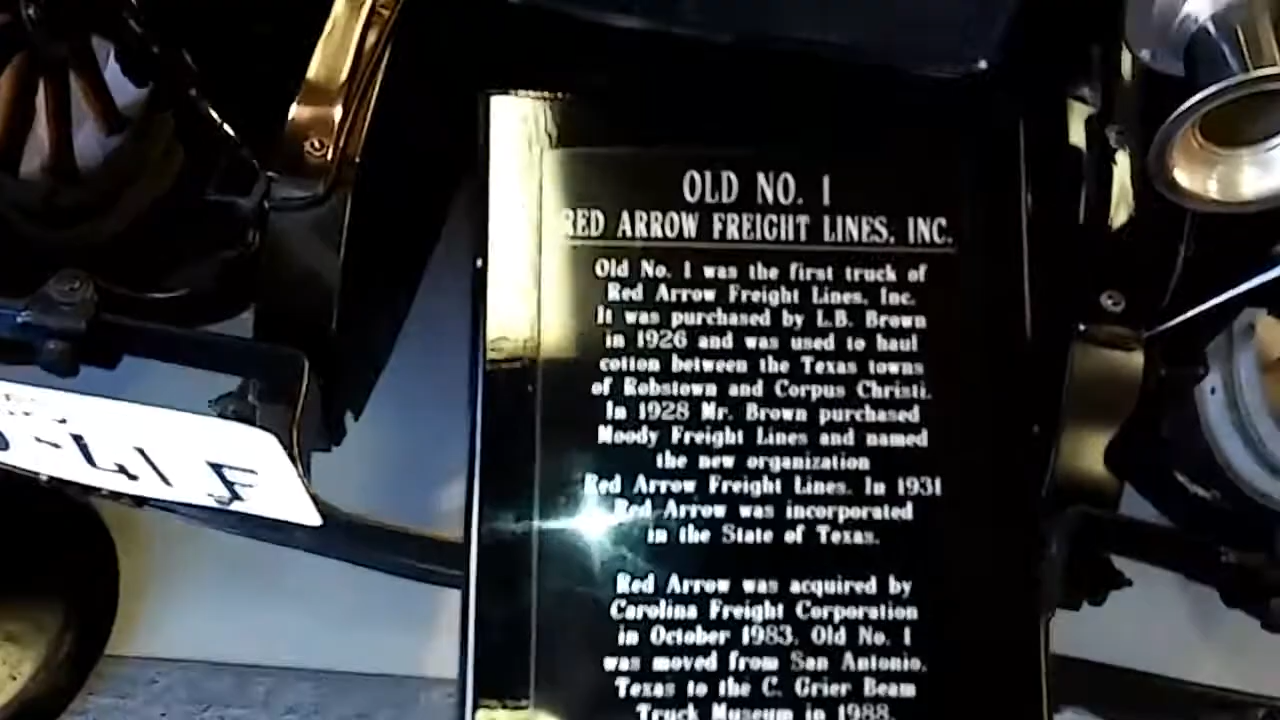 OLD NO. 1
RED ARROW FREIGHT LINES, INC.
Old No. 1 was the first truck of
Red Arrow Freight Lines, Inc.
It was purchased by L.B. Brown
in 1926 and was used to haul
cotton between the Texas towns
of Robstown and Corpus Christi.
In 1928 Mr. Brown purchased
Moody Freight Lines and named
the new organization
Red Arrow Freight Lines. In 1931
Red Arrow was incorporated
in the State of Texas.
Red Arrow was acquired by
Carolina Freight Corporation
in October 1983. Old No. 1
was moved from San Antonio,
Texas to the C. Grier Beam
Truck Museum in 1988.